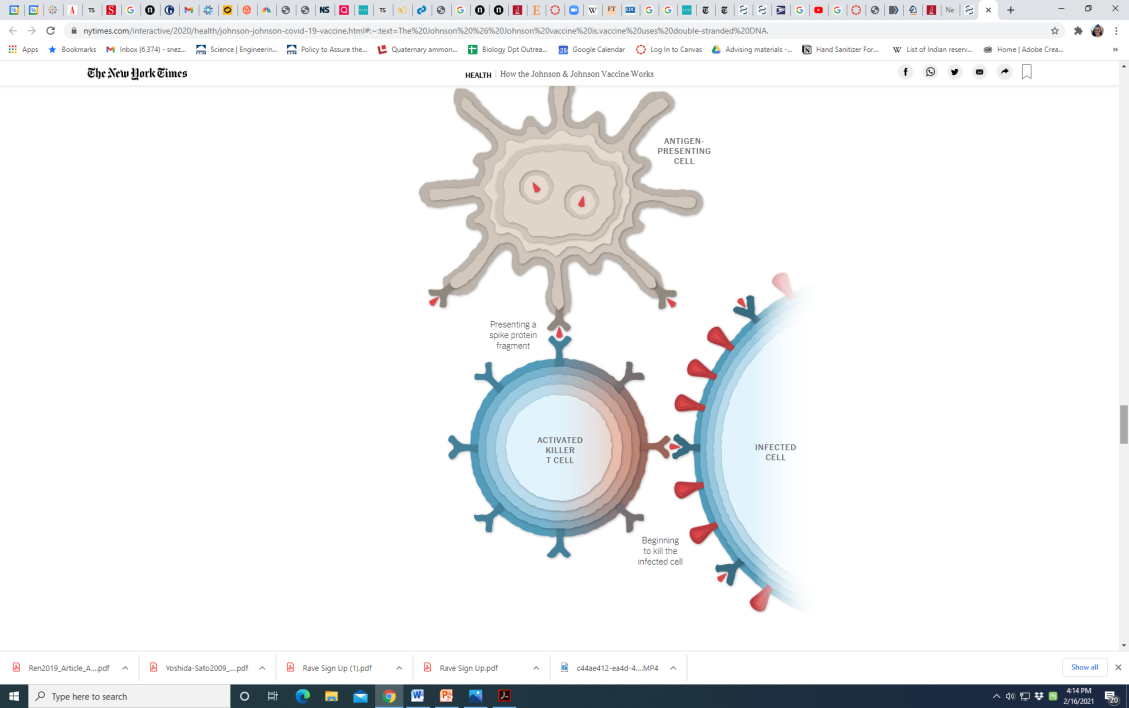 nytimes.com/interactive/2020/health/johnson-johnson-covid-19-vaccine.html#:~:text=The%20Johnson%20%26%20Johnson%20vaccine%20is,vaccine%20uses%20double-stranded%20DNA.
Apps Bookmarks Inbox (6,374) - snez... Science | Engineerin... Policy to Assure the... Quaternary ammon... Biology Dpt Outrea... Google Calendar Log In to Canvas Advising materials -... Hand Sanitizer For... List of Indian reserv... Home | Adobe Crea... »
The New York Times
HEALTH | How the Johnson & Johnson Vaccine Works
ANTIGEN-
PRESENTING
CELL
Presenting a
spike protein
fragment
ACTIVATED
KILLER
T CELL
INFECTED
CELL
Beginning
to kill the
infected cell
Ren2019_Article_A....pdf Yoshida-Sato2009_....pdf Rave Sign Up (1).pdf Rave Sign Up.pdf c44ae412-ea4d-4....MP4 Show all
Type here to search
4:14 PM
2/16/2021
20